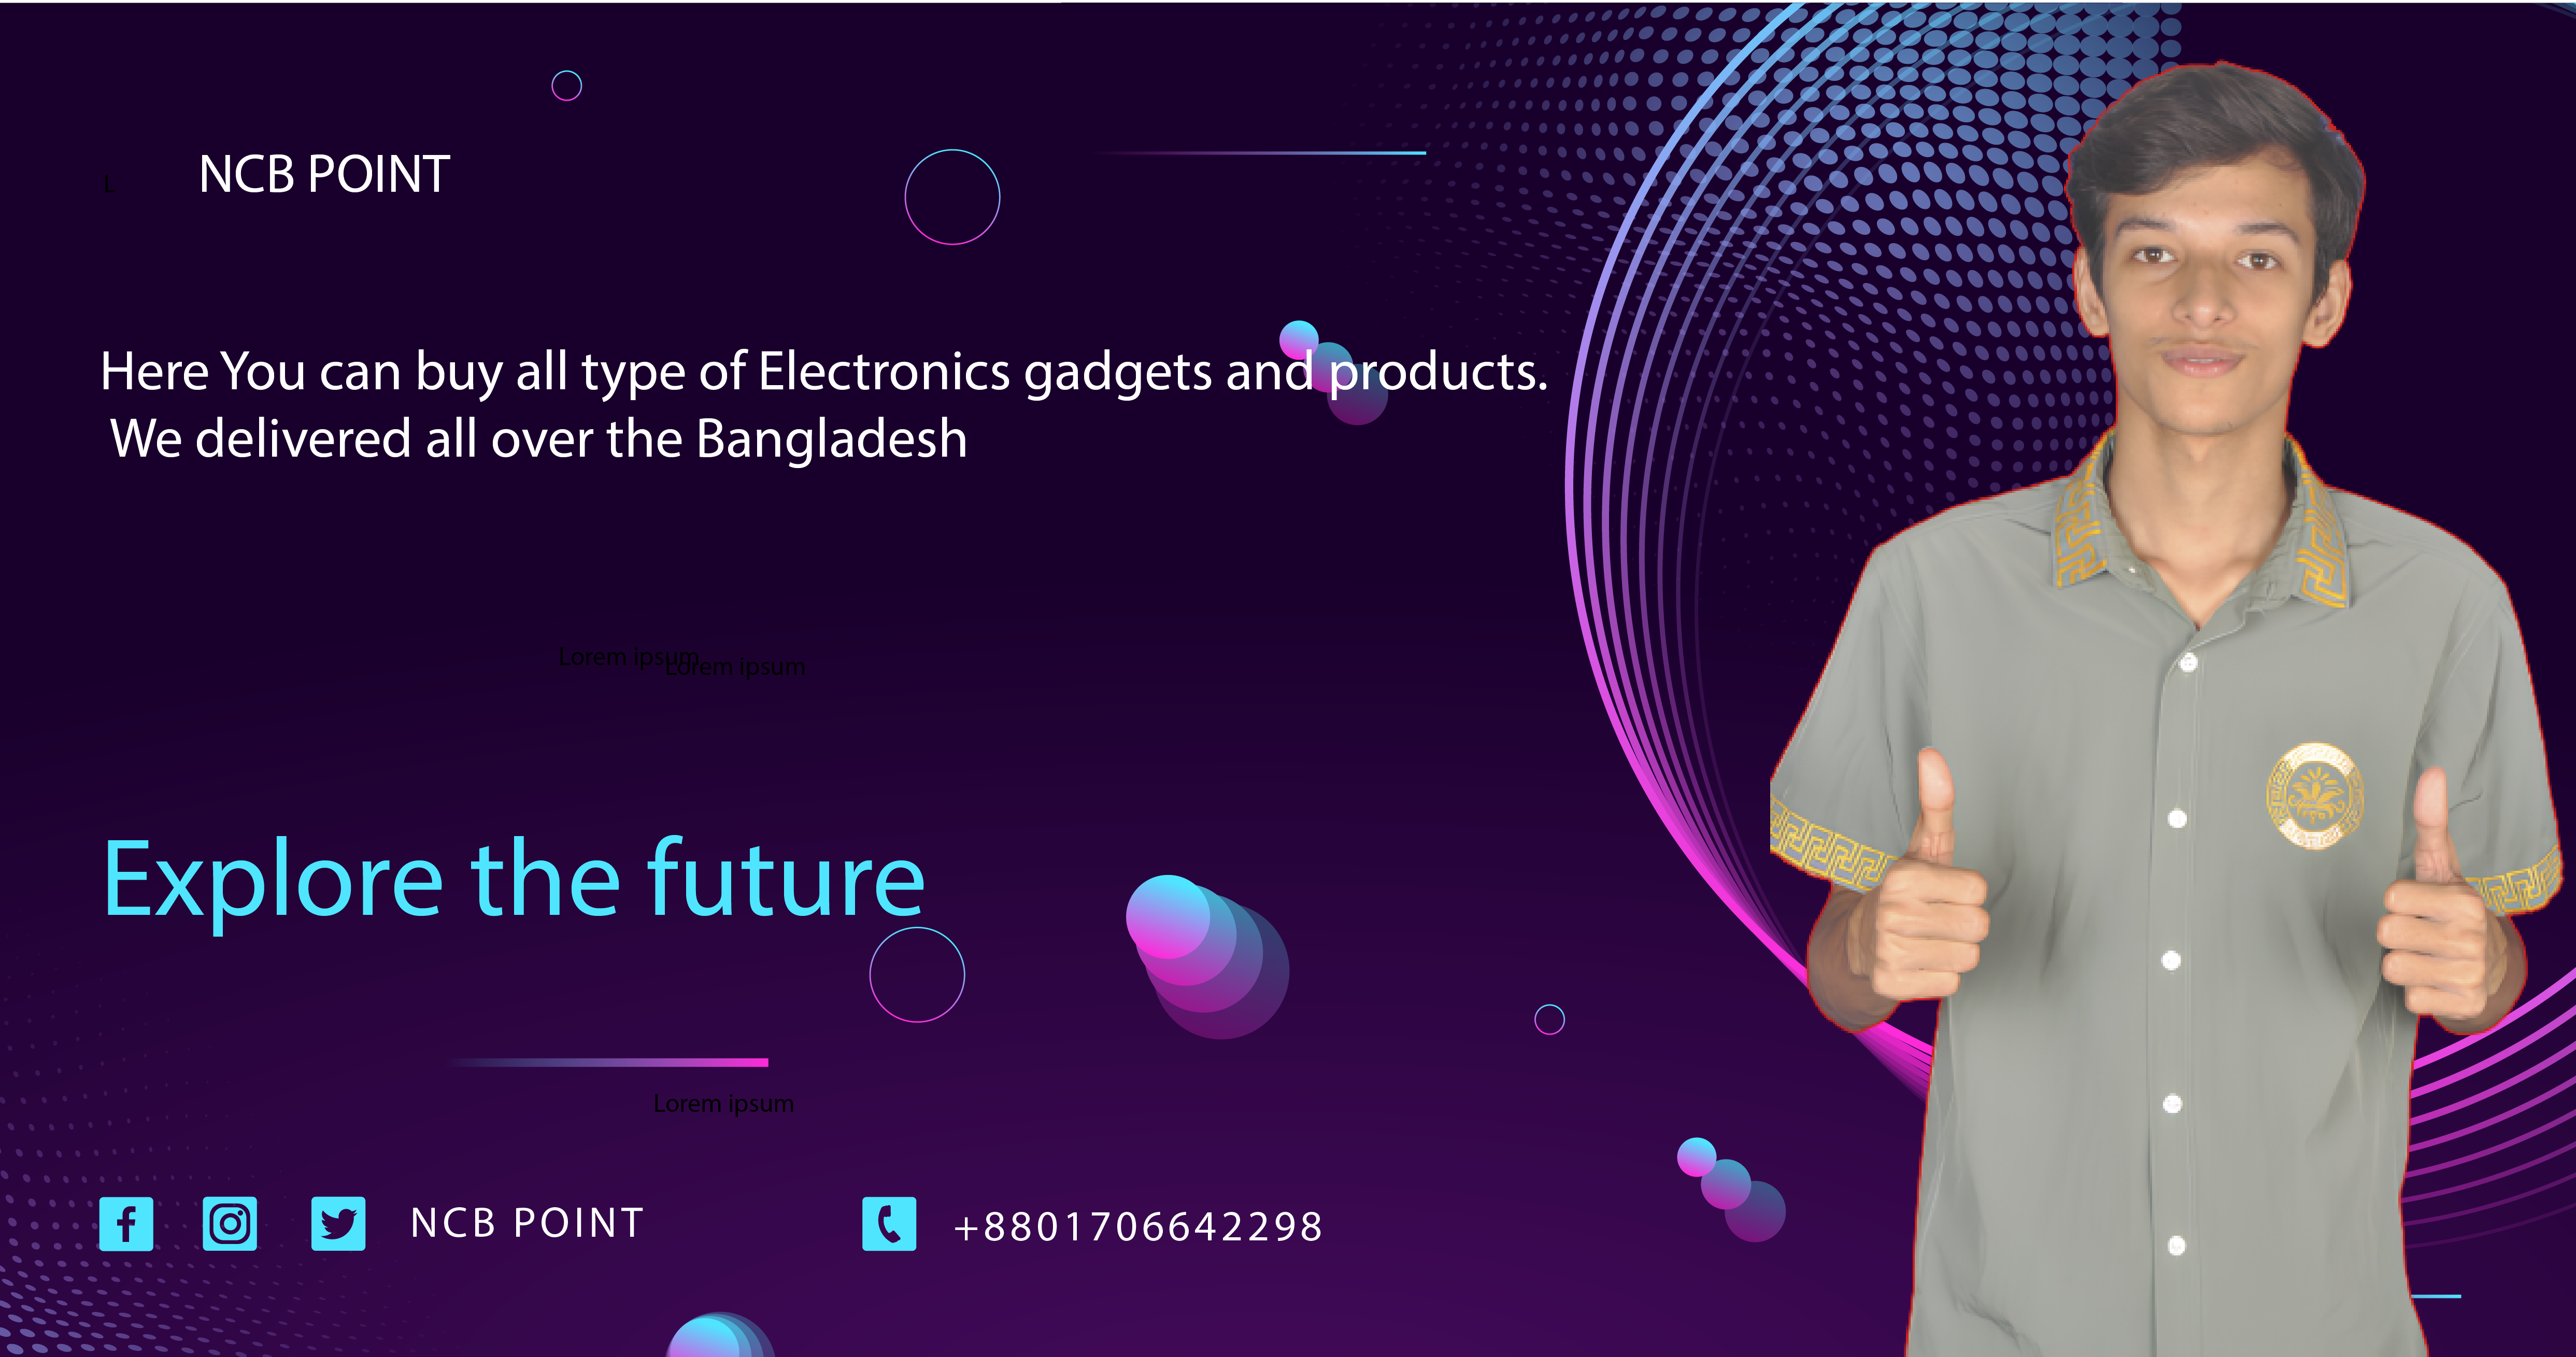 L
NCB POINT
Here You can buy all type of Electronics gadgets and products.
We delivered all over the Bangladesh
Lorem ipsum
Lorem ipsum
Explore the future
Lorem ipsum
NCB POINT
+8801706642298